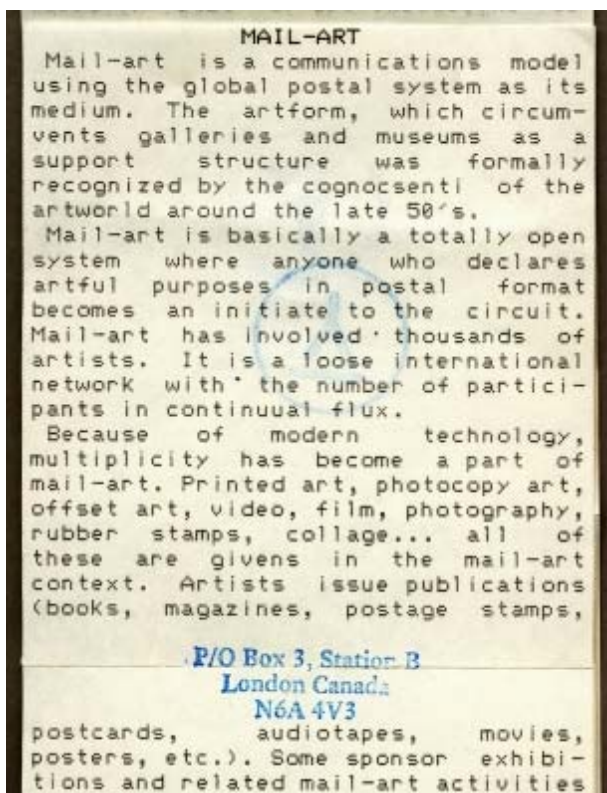 MAIL-ART
Mail-art is a communications model
using the global postal system as its
medium. The artform, which circum-
vents galleries and museums as a
support structure was formally
recognized by the cognocsenti of the
artworld around the late 50's.
Mail-art is basically a totally open
system where anyone who declares
artful purposes in postal format
becomes an initiate to the circuit.
Mail-art has involved thousands of
artists. It is a loose international
network with the number of partici-
pants in continuual flux.
Because of modern technology,
multiplicity has become a part of
mail-art. Printed art, photocopy art,
offset art, video, film, photography,
rubber stamps, collage... all of
these are givens in the mail-art
context. Artists issue publications
(books, magazines, postage stamps,
P/O Box 3, Station B
London Canada
N6A 4V3
postcards, audiotapes, movies,
posters, etc.). Some sponsor exhibi-
tions and related mail-art activities